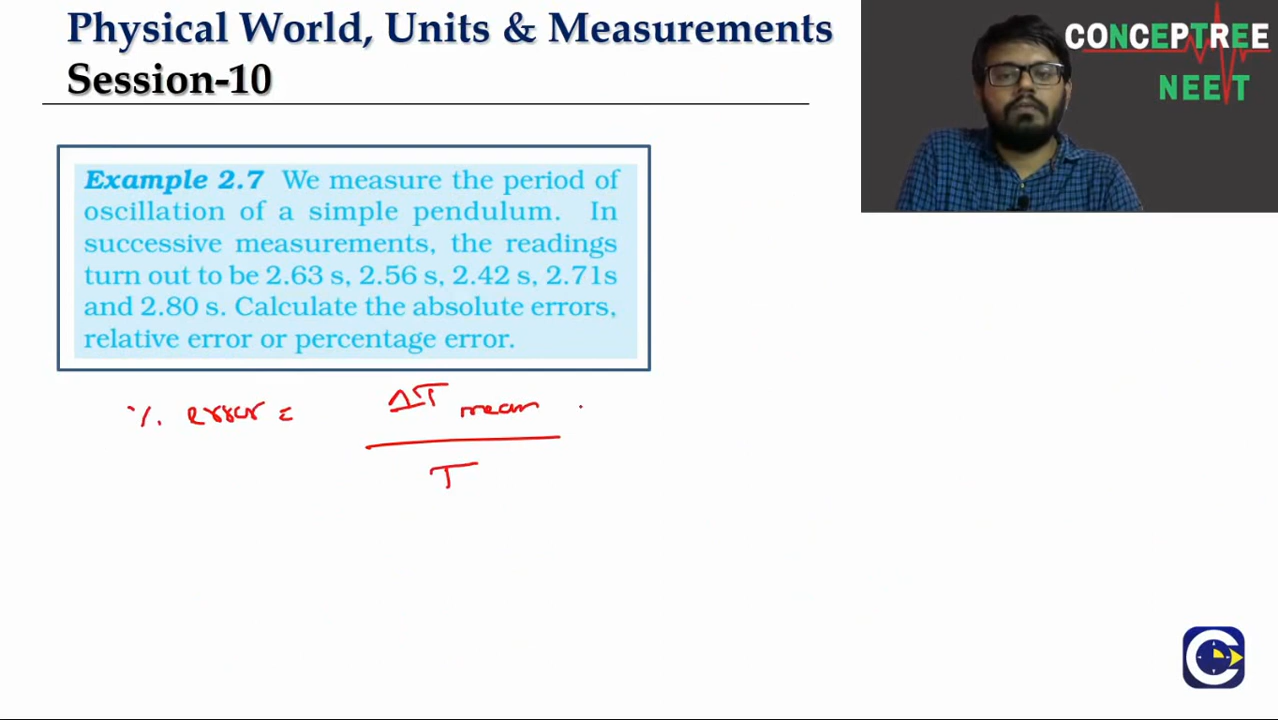 Physical World, Units & Measurements
Session-10
CONCEPTREE
NEET
Example 2.7 We measure the period of
oscillation of a simple pendulum. In
successive measurements, the readings
turn out to be 2.63 s, 2.56 s, 2.42 s, 2.71s
and 2.80 s. Calculate the absolute errors,
relative error or percentage error.
% error = ΔT mean
T